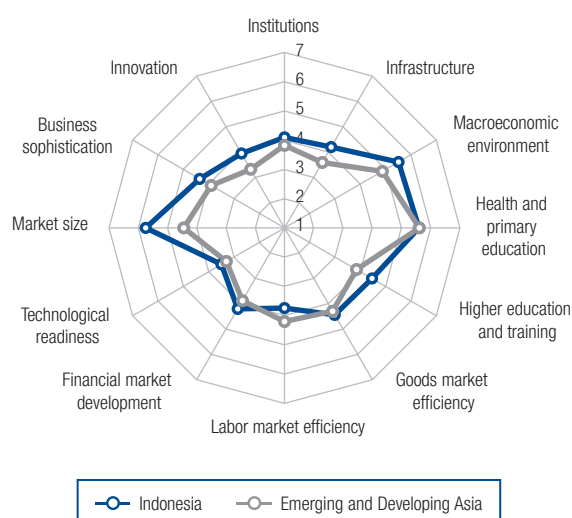 Institutions
7
6
5
4
3
2
1
Infrastructure
Macroeconomic
environment
Health and
primary
education
Higher education
and training
Goods market
efficiency
Labor market efficiency
Financial market
development
Technological
readiness
Market size
Business
sophistication
Innovation
Indonesia
Emerging and Developing Asia